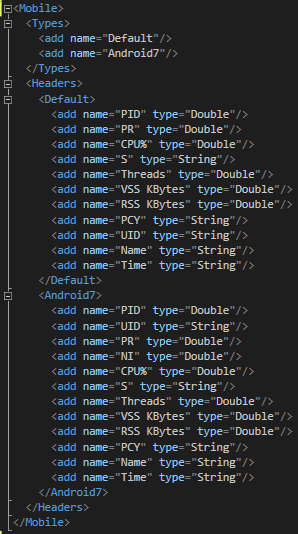 <Mobile>
<Types>
<add name="Default"/>
<add name="Android7"/>
</Types>
<Headers>
<Default>
<add name="PID" type="Double"/>
<add name="PR" type="Double"/>
<add name="CPU%" type="Double"/>
<add name="S" type="String"/>
<add name="Threads" type="Double"/>
<add name="VSS KBytes" type="Double"/>
<add name="RSS KBytes" type="Double"/>
<add name="PCY" type="String"/>
<add name="UID" type="String"/>
<add name="Name" type="String"/>
<add name="Time" type="String"/>
</Default>
<Android7>
<add name="PID" type="Double"/>
<add name="UID" type="String"/>
<add name="PR" type="Double"/>
<add name="NI" type="Double"/>
<add name="CPU%" type="Double"/>
<add name="S" type="String"/>
<add name="Threads" type="Double"/>
<add name="VSS KBytes" type="Double"/>
<add name="RSS KBytes" type="Double"/>
<add name="PCY" type="String"/>
<add name="Name" type="String"/>
<add name="Time" type="String"/>
</Android7>
</Headers>
</Mobile>